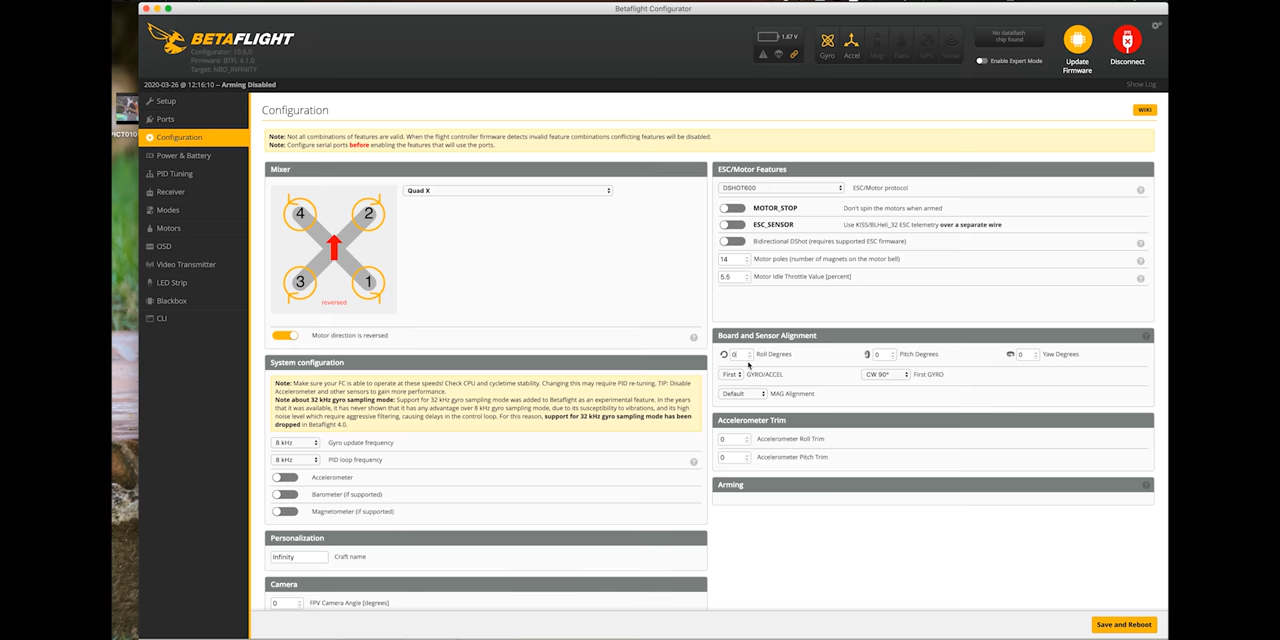 Betaflight Configurator
BETAFLIGHT
Configurator: 10.6.0
Firmware: BTFL 4.1.0
Target: NBD_INFINITY
1.67 V
Gyro
Accel
Mag
Baro
GPS
Sonar
No dataflash
chip found
Enable Expert Mode
Update
Firmware
Disconnect
2020-03-26 @ 12:16:10 -- Arming Disabled
Show Log
PICT010
Setup
Ports
Configuration
Power & Battery
PID Tuning
Receiver
Modes
Motors
OSD
Video Transmitter
LED Strip
Blackbox
CLI
Configuration
WIKI
Note: Not all combinations of features are valid. When the flight controller firmware detects invalid feature combinations conflicting features will be disabled.
Note: Configure serial ports before enabling the features that will use the ports.
Mixer
Quad X
4
2
3
1
reversed
Motor direction is reversed
?
System configuration
Note: Make sure your FC is able to operate at these speeds! Check CPU and cycletime stability. Changing this may require PID re-tuning. TIP: Disable
Accelerometer and other sensors to gain more performance.
Note about 32 kHz gyro sampling mode: Support for 32 kHz gyro sampling mode was added to Betaflight as an experimental feature. In the years
that it was available, it has never shown that it has any advantage over 8 kHz gyro sampling mode, due to its susceptibility to vibrations, and its high
noise level which require aggressive filtering, causing delays in the control loop. For this reason, support for 32 kHz gyro sampling mode has been
dropped in Betaflight 4.0.
8 kHz Gyro update frequency
8 kHz PID loop frequency ?
Accelerometer
Barometer (if supported)
Magnetometer (if supported)
Personalization
Infinity Craft name
Camera
0 FPV Camera Angle [degrees]
ESC/Motor Features
DSHOT600 ESC/Motor protocol ?
MOTOR_STOP Don't spin the motors when armed
ESC_SENSOR Use KISS/BLHeli_32 ESC telemetry over a separate wire
Bidirectional DShot (requires supported ESC firmware) ?
14 Motor poles (number of magnets on the motor bell) ?
5.5 Motor Idle Throttle Value [percent] ?
Board and Sensor Alignment ?
0 Roll Degrees 0 Pitch Degrees 0 Yaw Degrees
First GYRO/ACCEL CW 90° First GYRO
Default MAG Alignment
Accelerometer Trim
0 Accelerometer Roll Trim
0 Accelerometer Pitch Trim
Arming ?
Save and Reboot